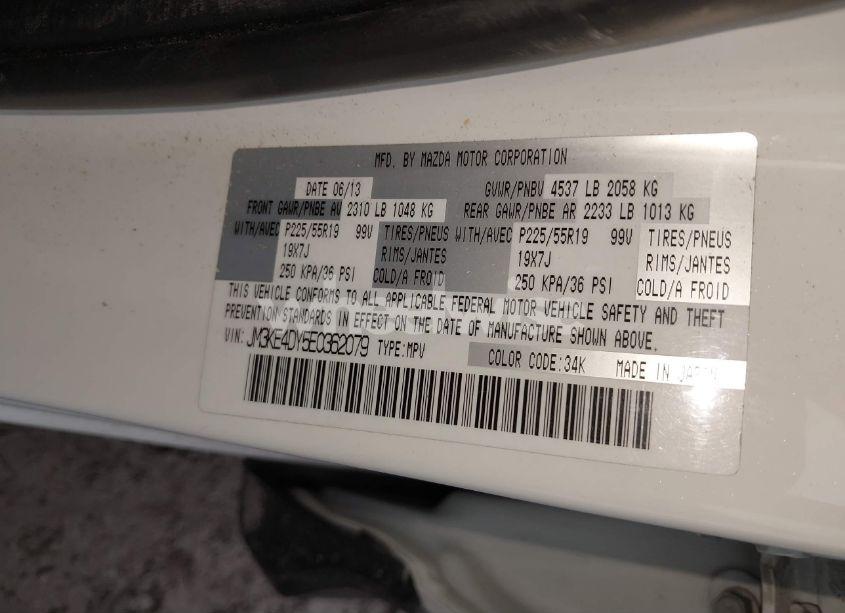 MFD. BY MAZDA MOTOR CORPORATION
DATE 06/13 GVWR/PNBV 4537 LB 2058 KG
FRONT GAWR/PNBE AV 2310 LB 1048 KG REAR GAWR/PNBE AR 2233 LB 1013 KG
WITH/AVEC P225/55R19 99V TIRES/PNEUS WITH/AVEC P225/55R19 99V TIRES/PNEUS
19X7J RIMS/JANTES 19X7J RIMS/JANTES
250 KPA/36 PSI COLD/A FROID 250 KPA/36 PSI COLD/A FROID
THIS VEHICLE CONFORMS TO ALL APPLICABLE FEDERAL MOTOR VEHICLE SAFETY AND THEFT
PREVENTION STANDARDS IN EFFECT ON THE DATE OF MANUFACTURE SHOWN ABOVE.
VIN: JM3KE4DY5E0362079 TYPE:MPV COLOR CODE:34K MADE IN JAPAN